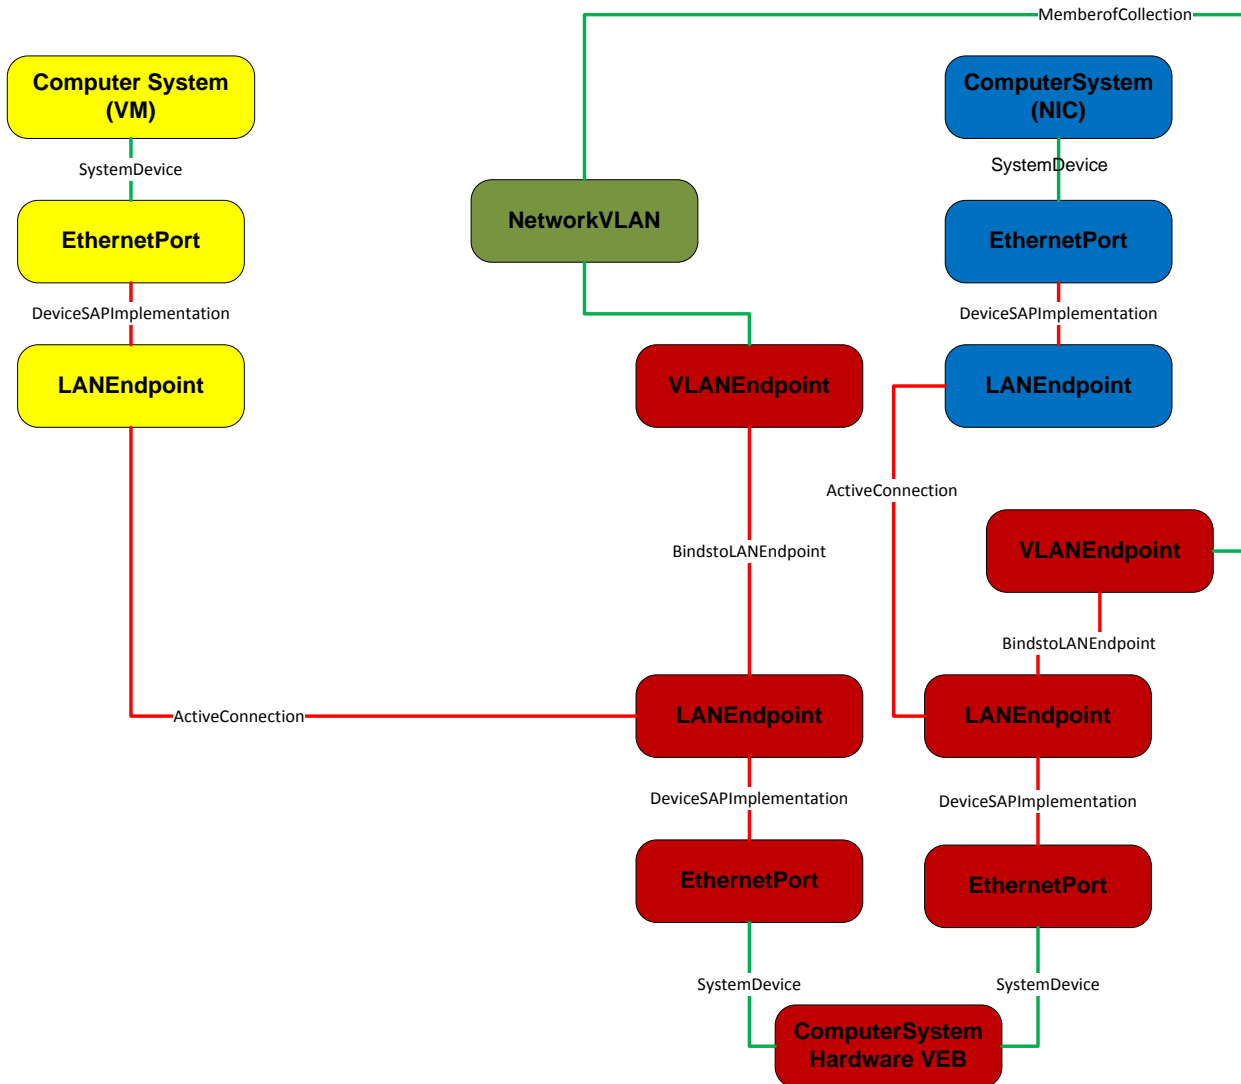 MemberofCollection
Computer System
(VM)
ComputerSystem
(NIC)
SystemDevice
SystemDevice
NetworkVLAN
EthernetPort
EthernetPort
DeviceSAPImplementation
DeviceSAPImplementation
LANEndpoint
VLANEndpoint
LANEndpoint
ActiveConnection
BindstoLANEndpoint
VLANEndpoint
BindstoLANEndpoint
ActiveConnection
LANEndpoint
LANEndpoint
DeviceSAPImplementation
DeviceSAPImplementation
EthernetPort
EthernetPort
SystemDevice
SystemDevice
ComputerSystem
Hardware VEB